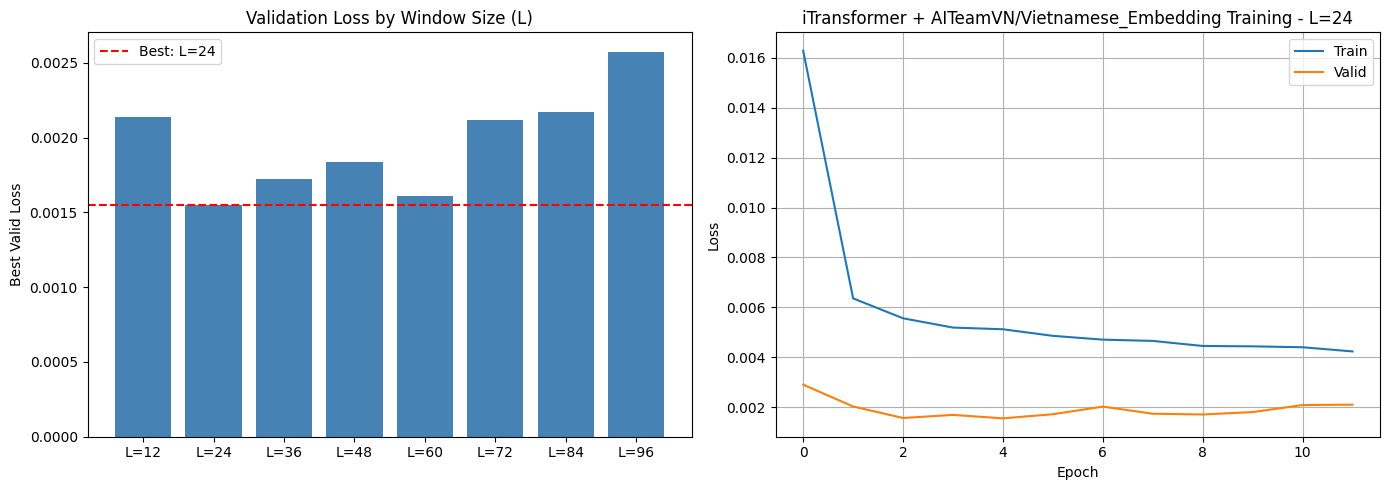 Validation Loss by Window Size (L)
Best: L=24
Best Valid Loss
0.0025
0.0020
0.0015
0.0010
0.0005
0.0000
L=12 L=24 L=36 L=48 L=60 L=72 L=84 L=96
iTransformer + AITeamVN/Vietnamese_Embedding Training - L=24
Train
Valid
Loss
0.016
0.014
0.012
0.010
0.008
0.006
0.004
0.002
0 2 4 6 8 10
Epoch